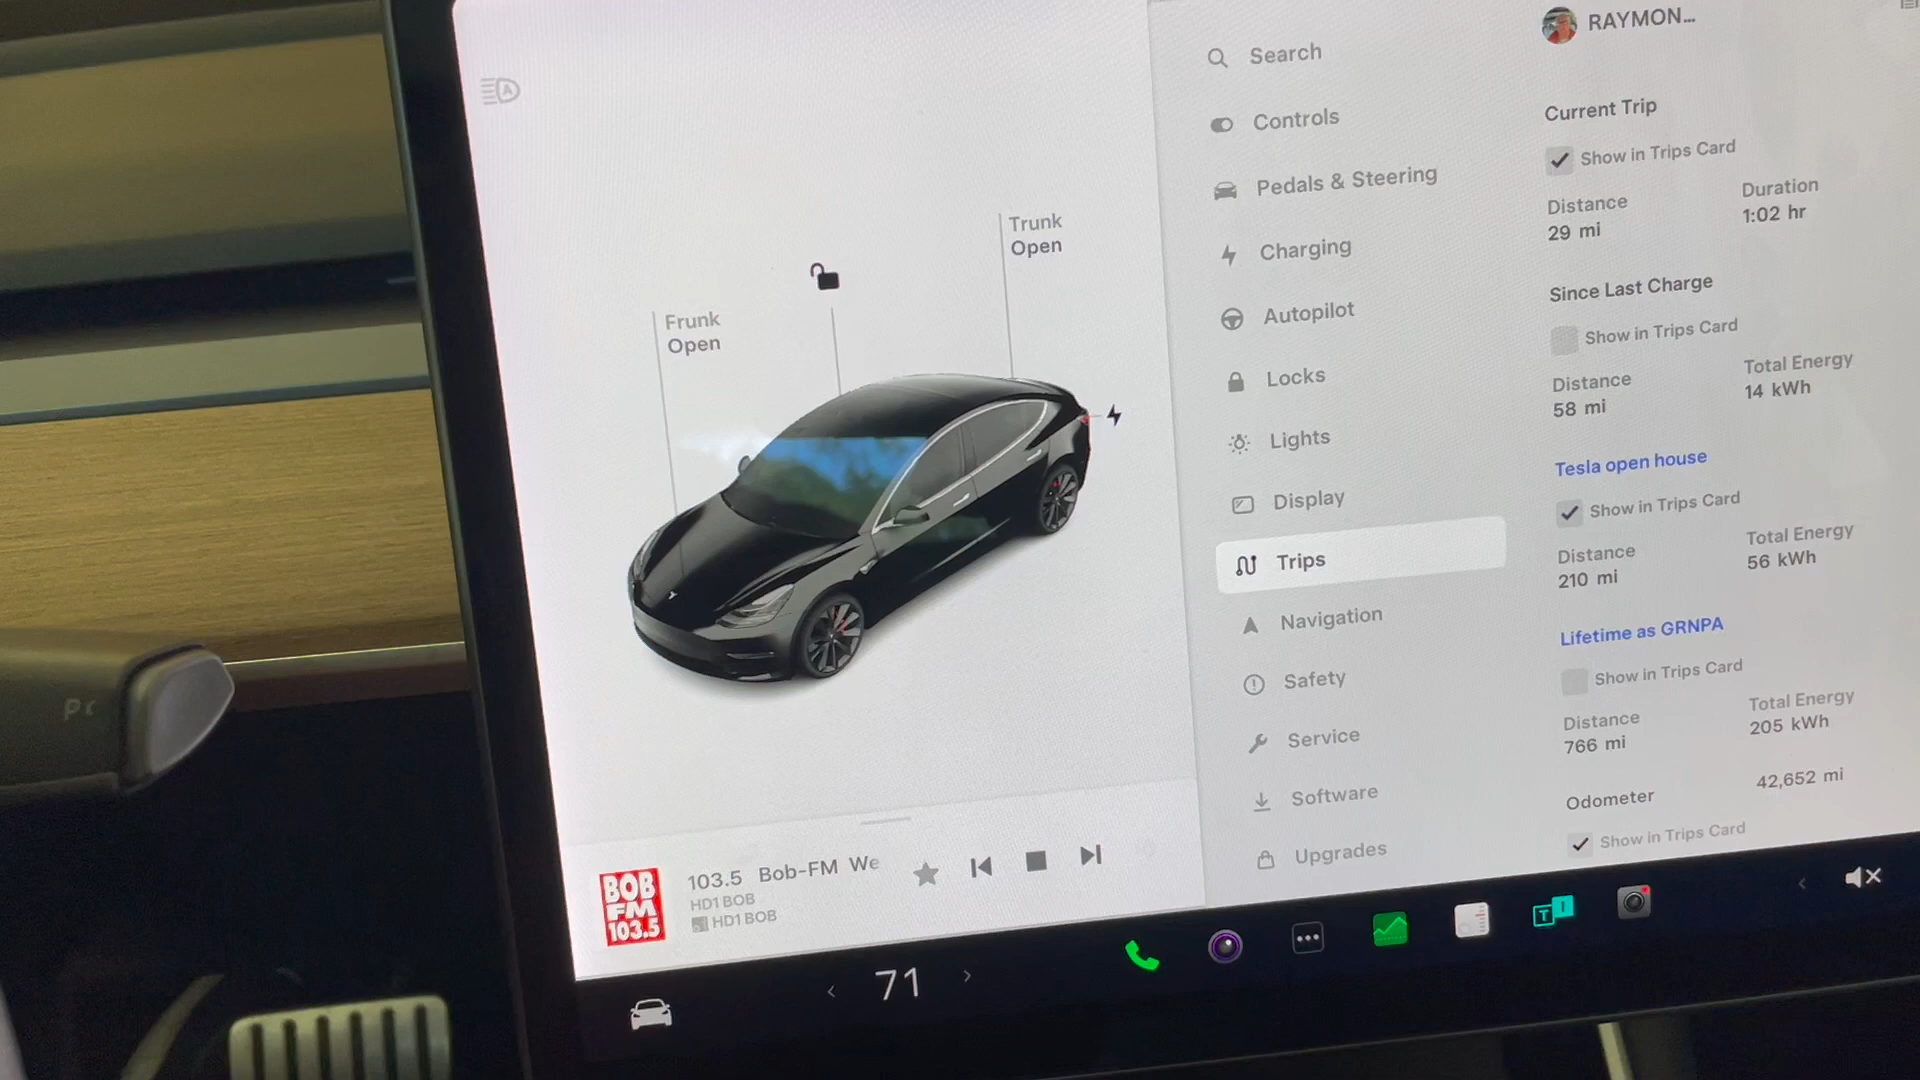 RAYMON...
Search
Controls
Pedals & Steering
Charging
Autopilot
Locks
Lights
Display
Trips
Navigation
Safety
Service
Software
Upgrades
Current Trip
Show in Trips Card
Distance
29 mi
Duration
1:02 hr
Since Last Charge
Show in Trips Card
Distance
58 mi
Total Energy
14 kWh
Tesla open house
Show in Trips Card
Distance
210 mi
Total Energy
56 kWh
Lifetime as GRNPA
Show in Trips Card
Distance
766 mi
Total Energy
205 kWh
Odometer
42,652 mi
Show in Trips Card
A
Trunk
Open
Frunk
Open
BOB
FM
103.5
103.5 Bob-FM We
HD1 BOB
HD1 BOB
71
T I